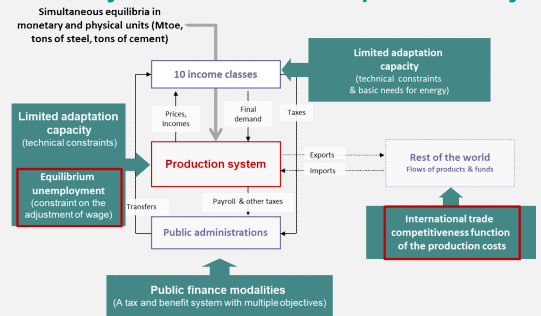 Simultaneous equilibria in
monetary and physical units (Mtoe,
tons of steel, tons of cement)
Limited adaptation
capacity
(technical constraints
& basic needs for energy)
10 income classes
Prices,
Incomes
Final
demand
Taxes
Limited adaptation
capacity
(technical constraints)
Equilibrium
unemployment
(constraint on the
adjustment of wage)
Production system
Exports
Imports
Rest of the world
Flows of products & funds
Transfers
Payroll & other taxes
Public administrations
International trade
competitiveness function
of the production costs
Public finance modalities
(A tax and benefit system with multiple objectives)